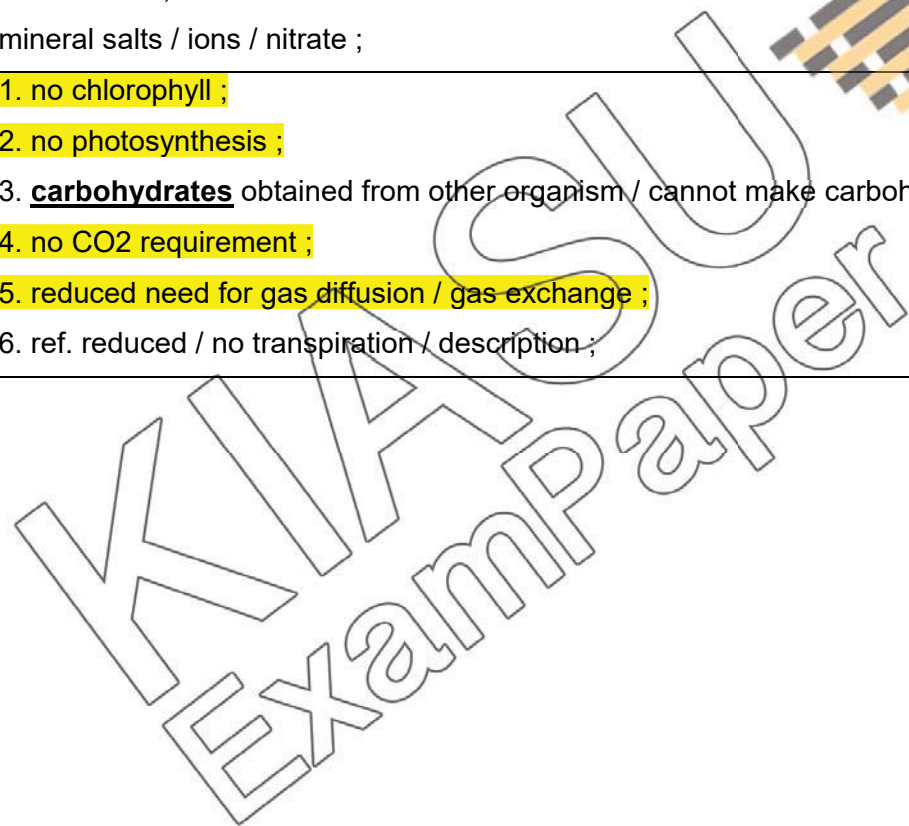 mineral salts / ions / nitrate ;
1. no chlorophyll ;
2. no photosynthesis ;
3. carbohydrates obtained from other organism / cannot make carboh
4. no CO2 requirement ;
5. reduced need for gas diffusion / gas exchange ;
6. ref. reduced / no transpiration / description ;
KIASU
ExamPaper